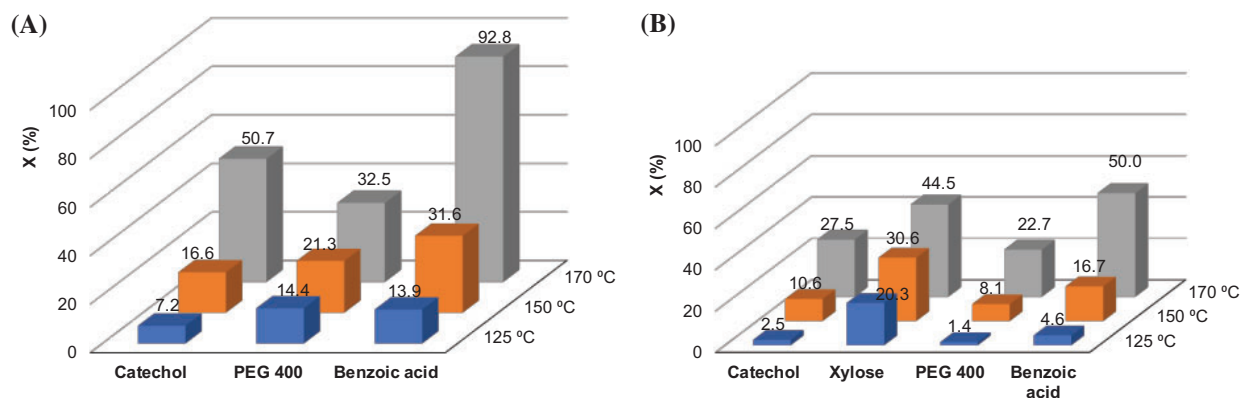 (A)
X (%)
100
80
60
40
20
0
92.8
50.7
32.5
31.6
16.6
21.3
7.2
14.4
13.9
170 ºC
150 ºC
125 ºC
Catechol PEG 400 Benzoic acid
(B)
X (%)
100
80
60
40
20
0
50.0
44.5
27.5
22.7
30.6
10.6
16.7
8.1
20.3
2.5
1.4
4.6
170 ºC
150 ºC
125 ºC
Catechol Xylose PEG 400 Benzoic
acid